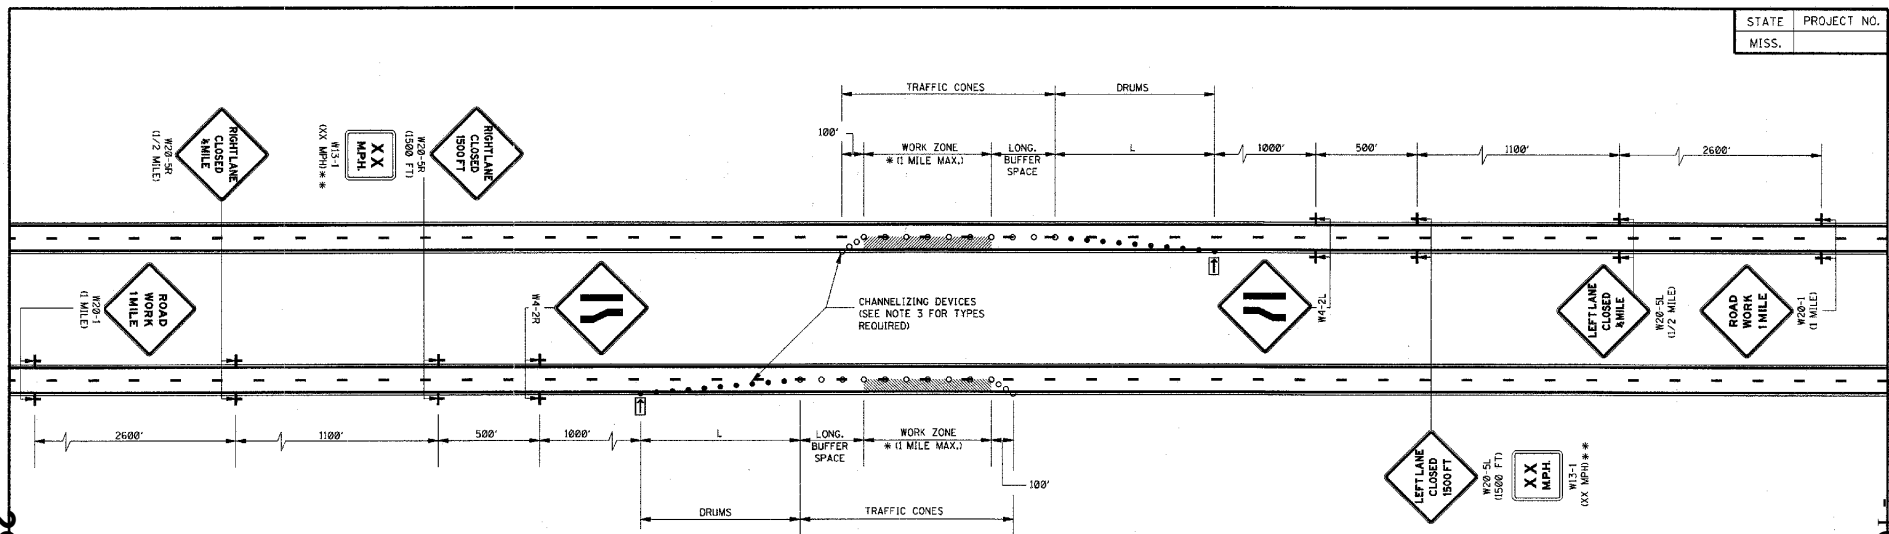 STATE PROJECT NO.
MISS.
TRAFFIC CONES
DRUMS
100'
WORK ZONE
* (1 MILE MAX.)
LONG.
BUFFER
SPACE
L
1000'
500'
1100'
2600'
RIGHT LANE
CLOSED
½ MILE
W20-5R
(1/2 MILE)
XX
M.P.H.
W13-1
(XX MPH) * *
RIGHT LANE
CLOSED
1500 FT
W20-5R
(1500 FT)
ROAD
WORK
1 MILE
W20-1
(1 MILE)
W4-2R
CHANNELIZING DEVICES
(SEE NOTE 3 FOR TYPES
REQUIRED)
W4-2L
LEFT LANE
CLOSED
½ MILE
W20-5L
(1/2 MILE)
ROAD
WORK
1 MILE
W20-1
(1 MILE)
2600'
1100'
500'
1000'
L
LONG.
BUFFER
SPACE
WORK ZONE
* (1 MILE MAX.)
100'
DRUMS
TRAFFIC CONES
LEFT LANE
CLOSED
1500 FT
W20-5L
(1500 FT)
XX
M.P.H.
W13-1
(XX MPH) * *